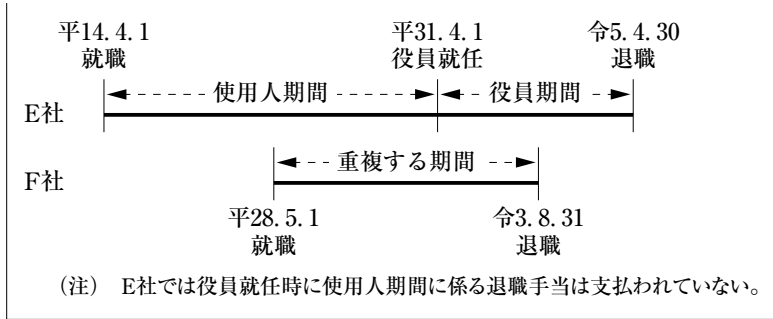 平14. 4. 1
就職
平31. 4. 1
役員就任
令5. 4. 30
退職
使用人期間
役員期間
E社
重複する期間
F社
平28. 5. 1
就職
令3. 8. 31
退職
(注) E社では役員就任時に使用人期間に係る退職手当は支払われていない。